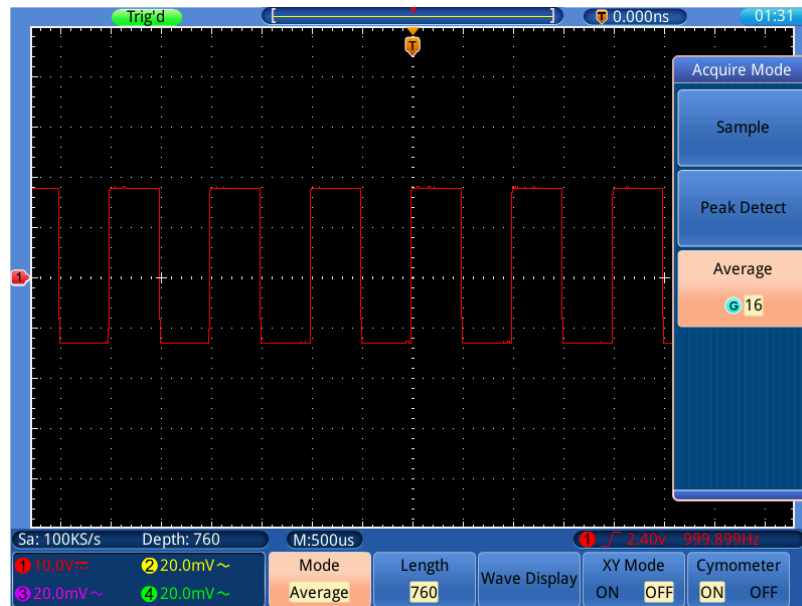 Trig'd
T 0.000ns
01:31
T
Acquire Mode
Sample
Peak Detect
Average
G 16
1
Sa: 100KS/s Depth: 760 M:500us 1 2.40v 999.899Hz
1 10.0V 2 20.0mV～
3 20.0mV～ 4 20.0mV～
Mode
Average
Length
760
Wave Display
XY Mode
ON OFF
Cymometer
ON OFF